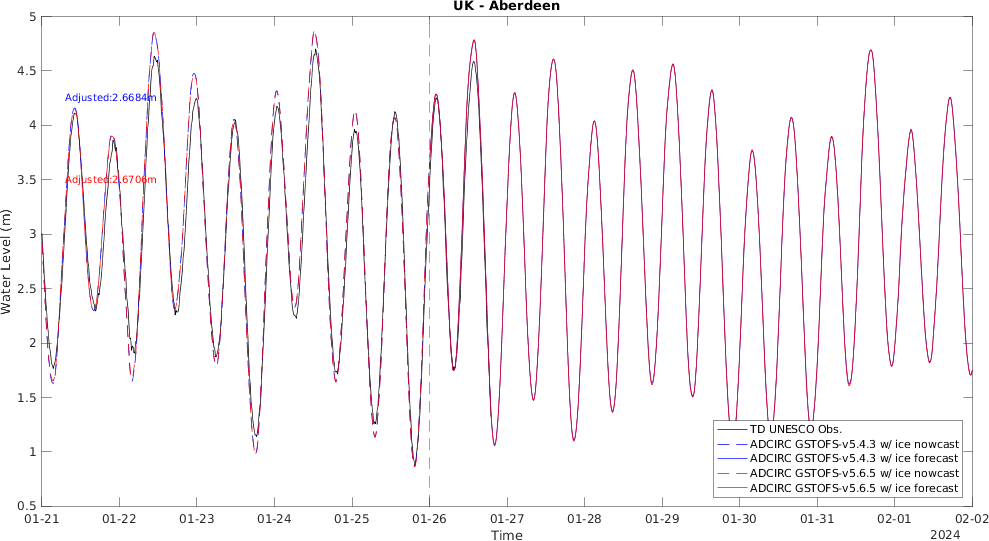 UK - Aberdeen
5
4.5
4
3.5
3
2.5
2
1.5
1
0.5
Water Level (m)
Adjusted:2.6684m
Adjusted:2.6706m
TD UNESCO Obs.
ADCIRC GSTOFS-v5.4.3 w/ ice nowcast
ADCIRC GSTOFS-v5.4.3 w/ ice forecast
ADCIRC GSTOFS-v5.6.5 w/ ice nowcast
ADCIRC GSTOFS-v5.6.5 w/ ice forecast
01-21 01-22 01-23 01-24 01-25 01-26 01-27 01-28 01-29 01-30 01-31 02-01 02-02
Time
2024